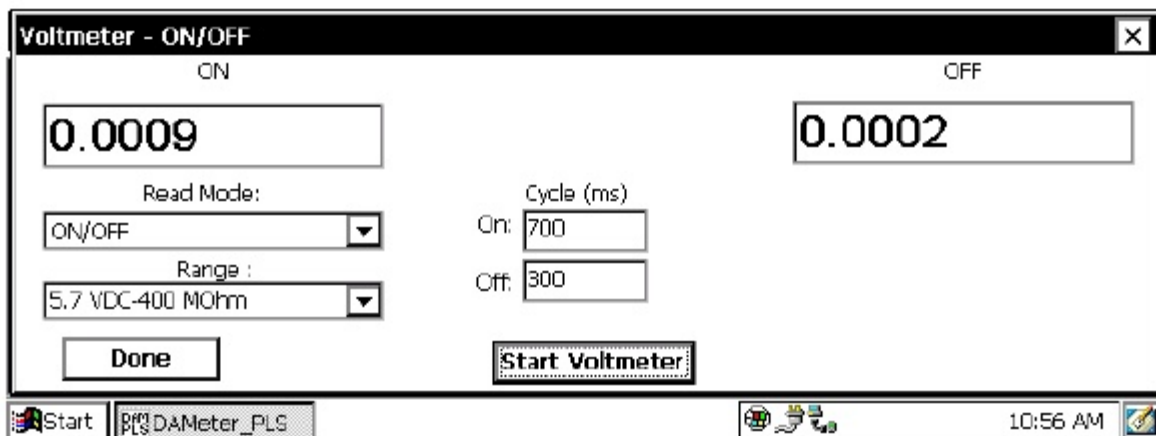 Voltmeter - ON/OFF
ON
OFF
0.0009
0.0002
Read Mode:
Cycle (ms)
ON/OFF
On: 700
Range :
Off: 300
5.7 VDC-400 MOhm
Done
Start Voltmeter
Start
DAMeter_PLS
10:56 AM